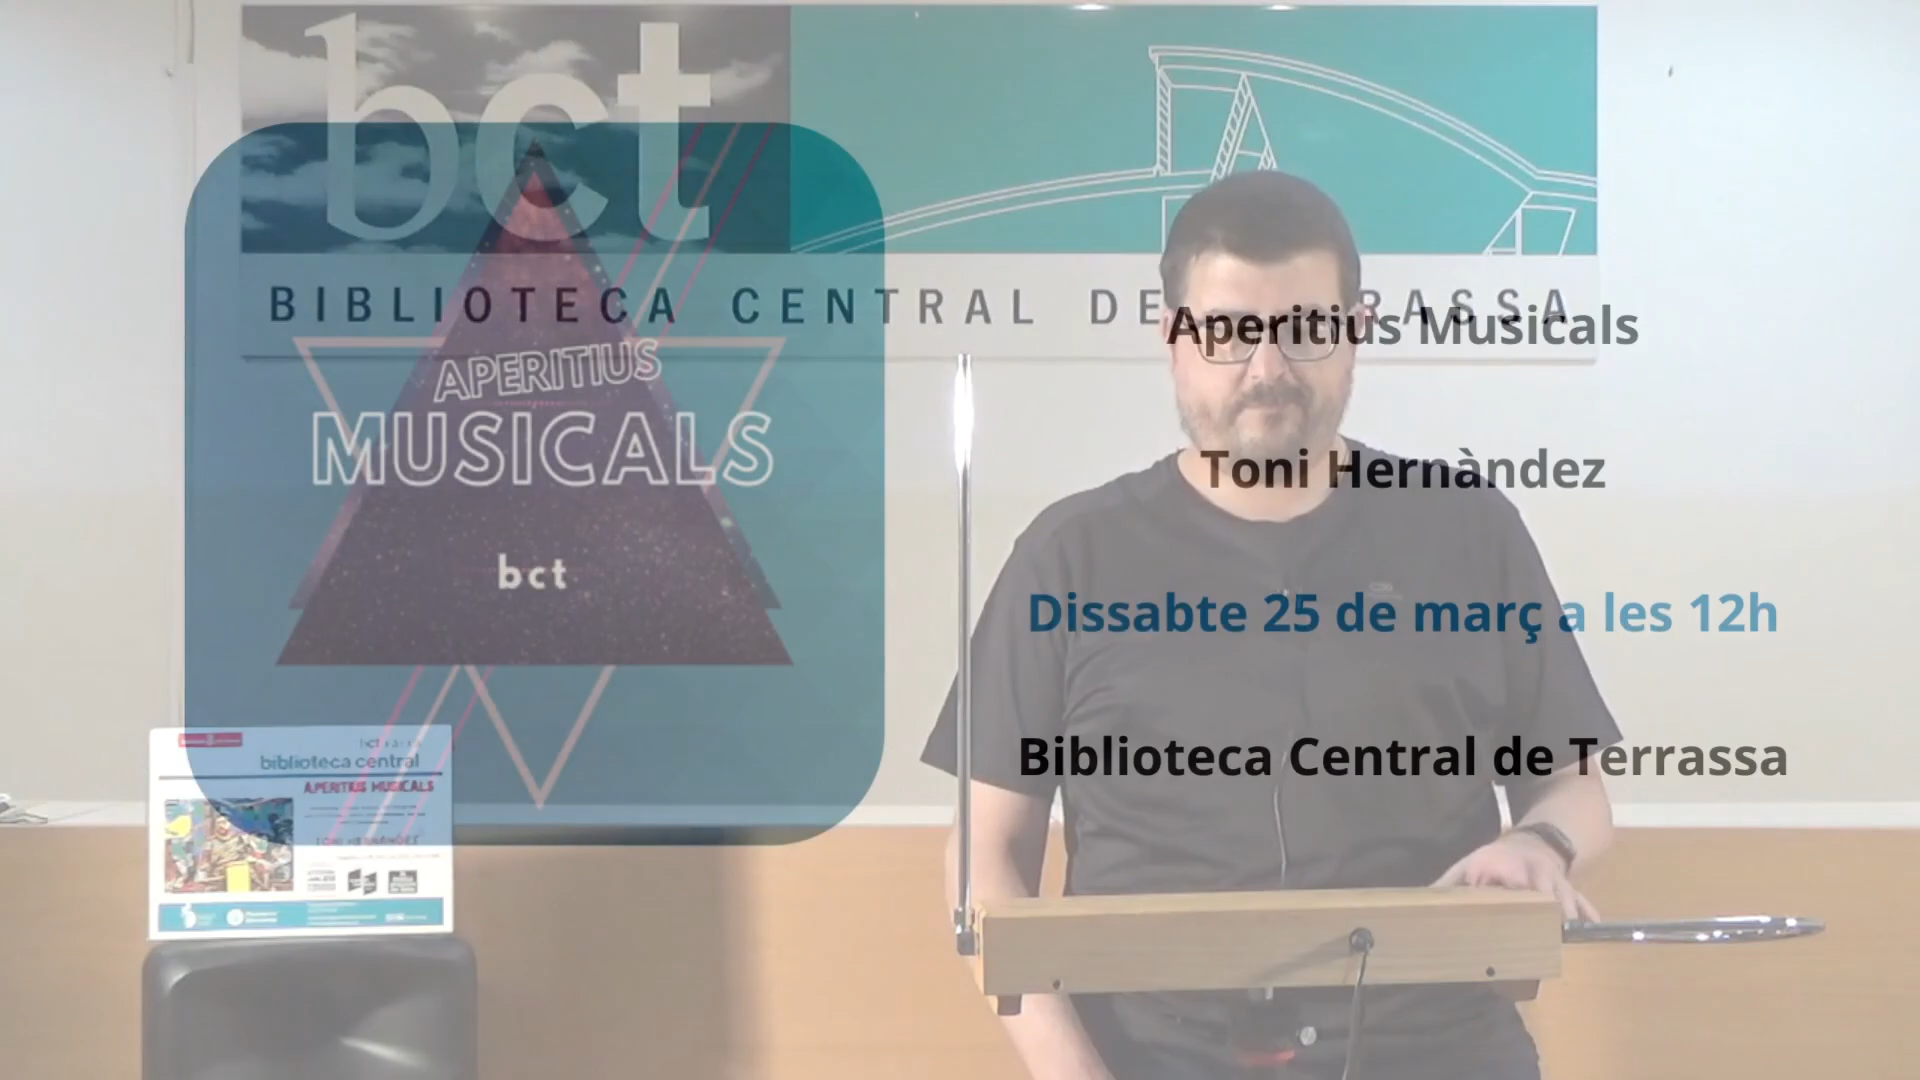 bct
BIBLIOTECA CENTRAL DE
RASSA
APERITIUS
MUSICALS
bct
Aperitius Musicals
Toni Hernàndez
Dissabte 25 de març a les 12h
Biblioteca Central de Terrassa
biblioteca central
APERITIUS MUSICALS